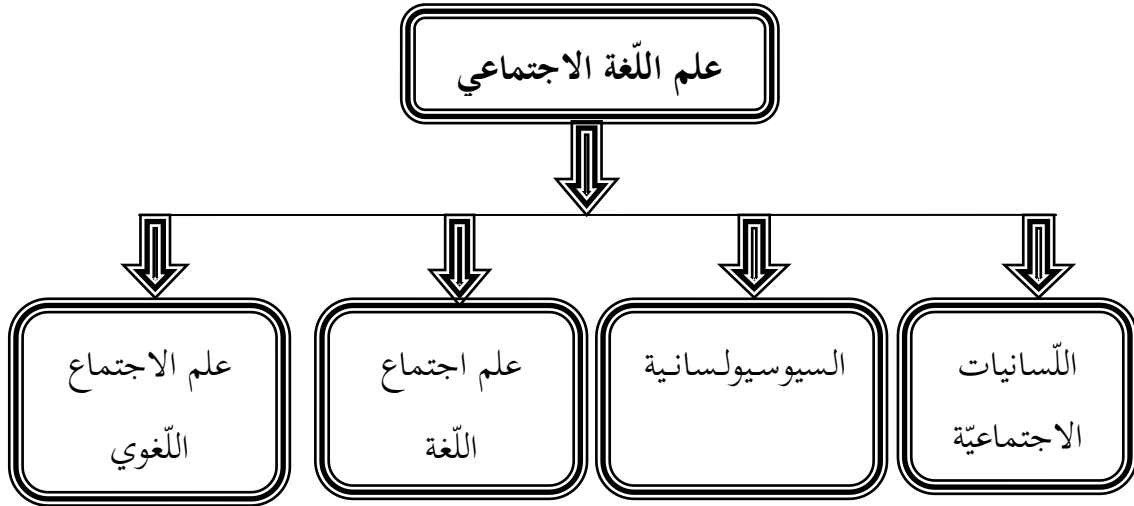 علم اللّغة الاجتماعي
اللّسانيات
الاجتماعيّة
السيوسيولسانية
علم اجتماع
اللّغة
علم الاجتماع
اللّغوي